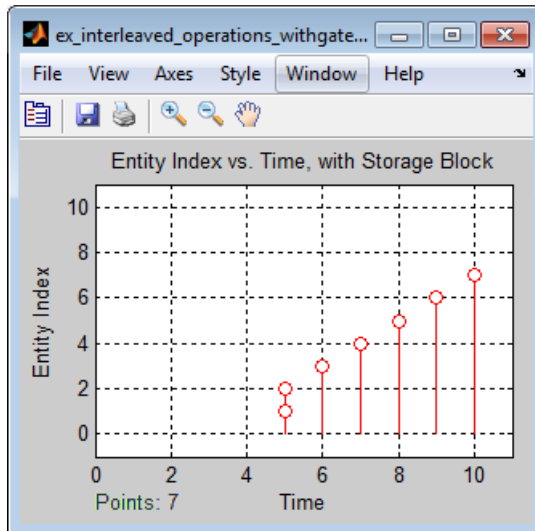 ex_interleaved_operations_withgate...
File View Axes Style Window Help
Entity Index vs. Time, with Storage Block
10
8
6
4
2
0
Entity Index
0 2 4 6 8 10
Points: 7 Time